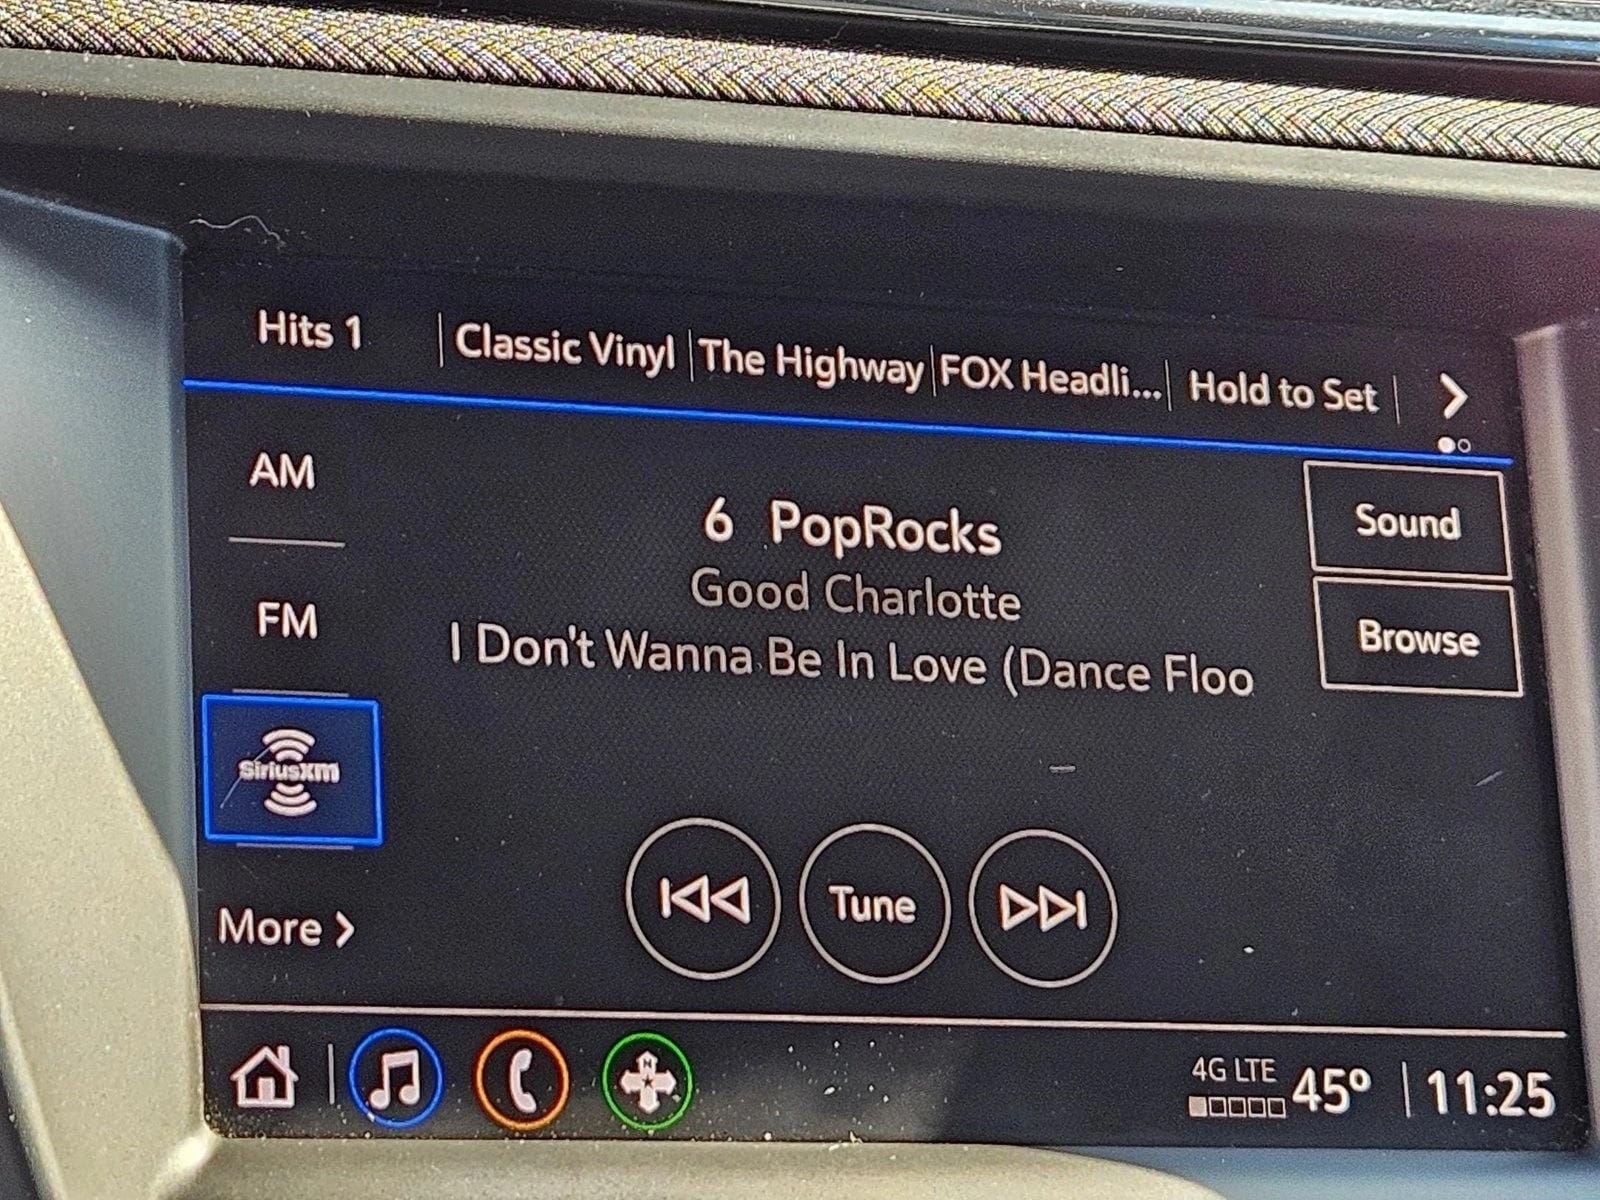 Hits 1 Classic Vinyl The Highway FOX Headli... Hold to Set >
AM
6 PopRocks
Sound
Good Charlotte
FM
I Don't Wanna Be In Love (Dance Floo
Browse
SiriusXm
More >
Tune
N
4G LTE 45° 11:25